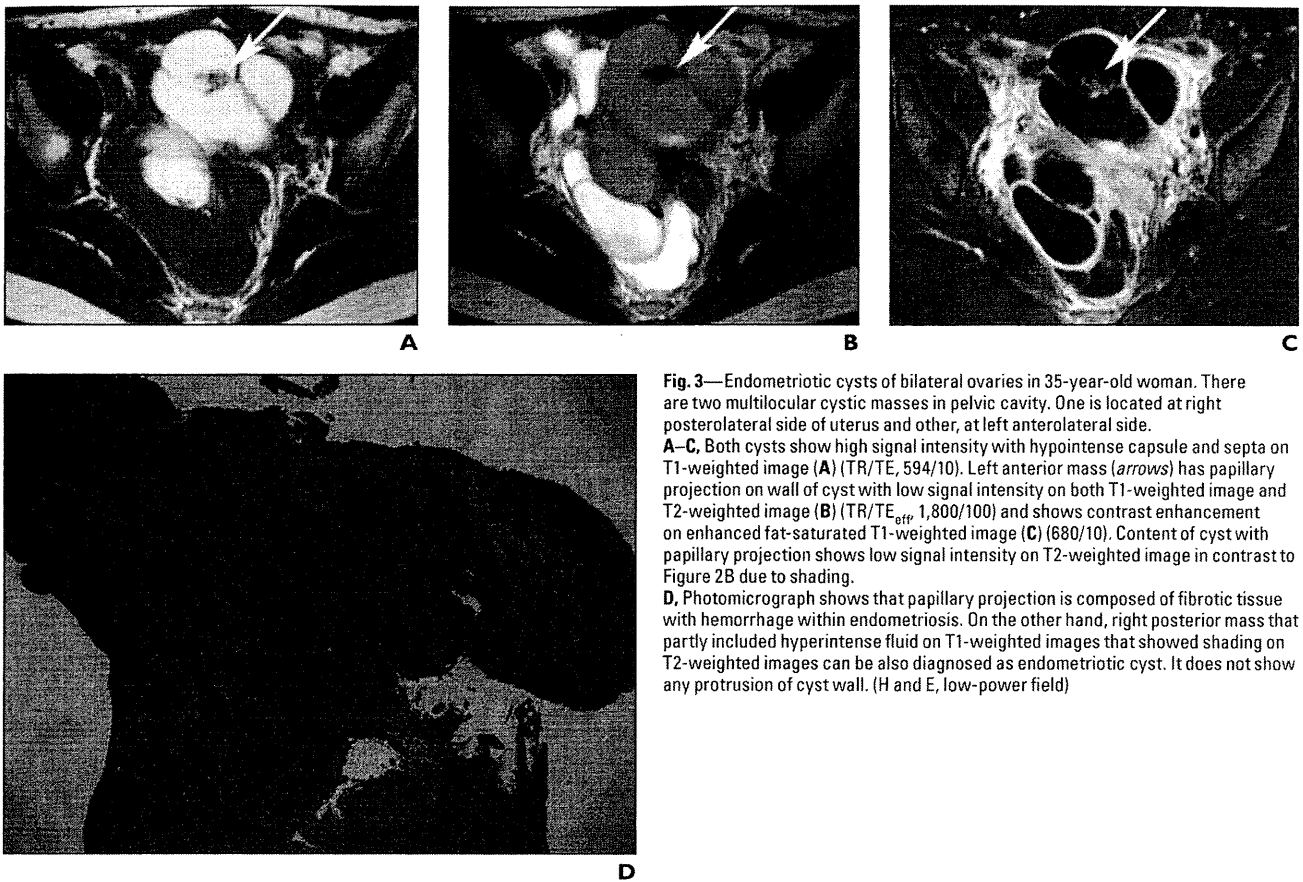 A
B
C
D
Fig. 3—Endometriotic cysts of bilateral ovaries in 35-year-old woman. There
are two multilocular cystic masses in pelvic cavity. One is located at right
posterolateral side of uterus and other, at left anterolateral side.
A–C, Both cysts show high signal intensity with hypointense capsule and septa on
T1-weighted image (A) (TR/TE, 594/10). Left anterior mass (arrows) has papillary
projection on wall of cyst with low signal intensity on both T1-weighted image and
T2-weighted image (B) (TR/TEeff, 1,800/100) and shows contrast enhancement
on enhanced fat-saturated T1-weighted image (C) (680/10). Content of cyst with
papillary projection shows low signal intensity on T2-weighted image in contrast to
Figure 2B due to shading.
D, Photomicrograph shows that papillary projection is composed of fibrotic tissue
with hemorrhage within endometriosis. On the other hand, right posterior mass that
partly included hyperintense fluid on T1-weighted images that showed shading on
T2-weighted images can be also diagnosed as endometriotic cyst. It does not show
any protrusion of cyst wall. (H and E, low-power field)